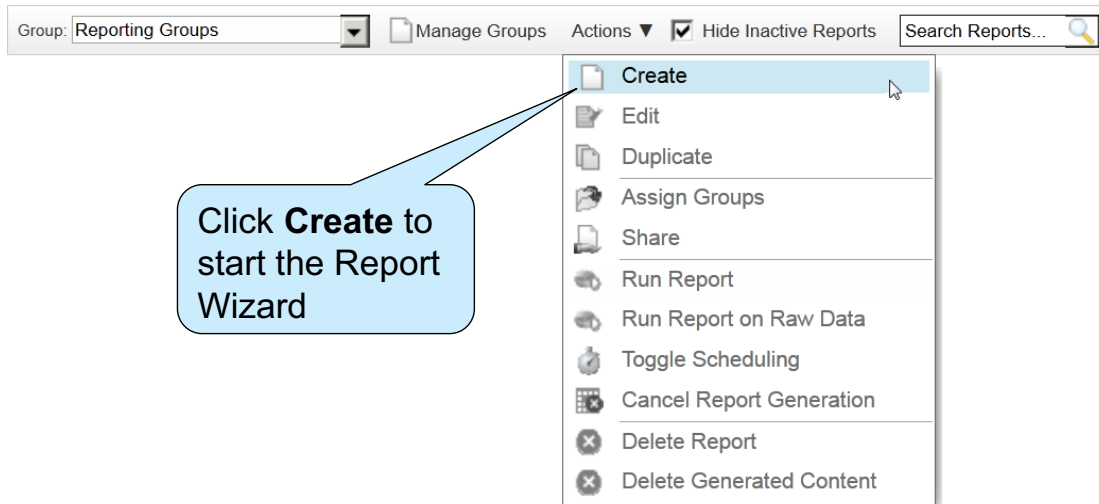 Group: Reporting Groups Manage Groups Actions ▼ Hide Inactive Reports Search Reports...
Create
Edit
Duplicate
Assign Groups
Share
Run Report
Run Report on Raw Data
Toggle Scheduling
Cancel Report Generation
Delete Report
Delete Generated Content
Click Create to
start the Report
Wizard